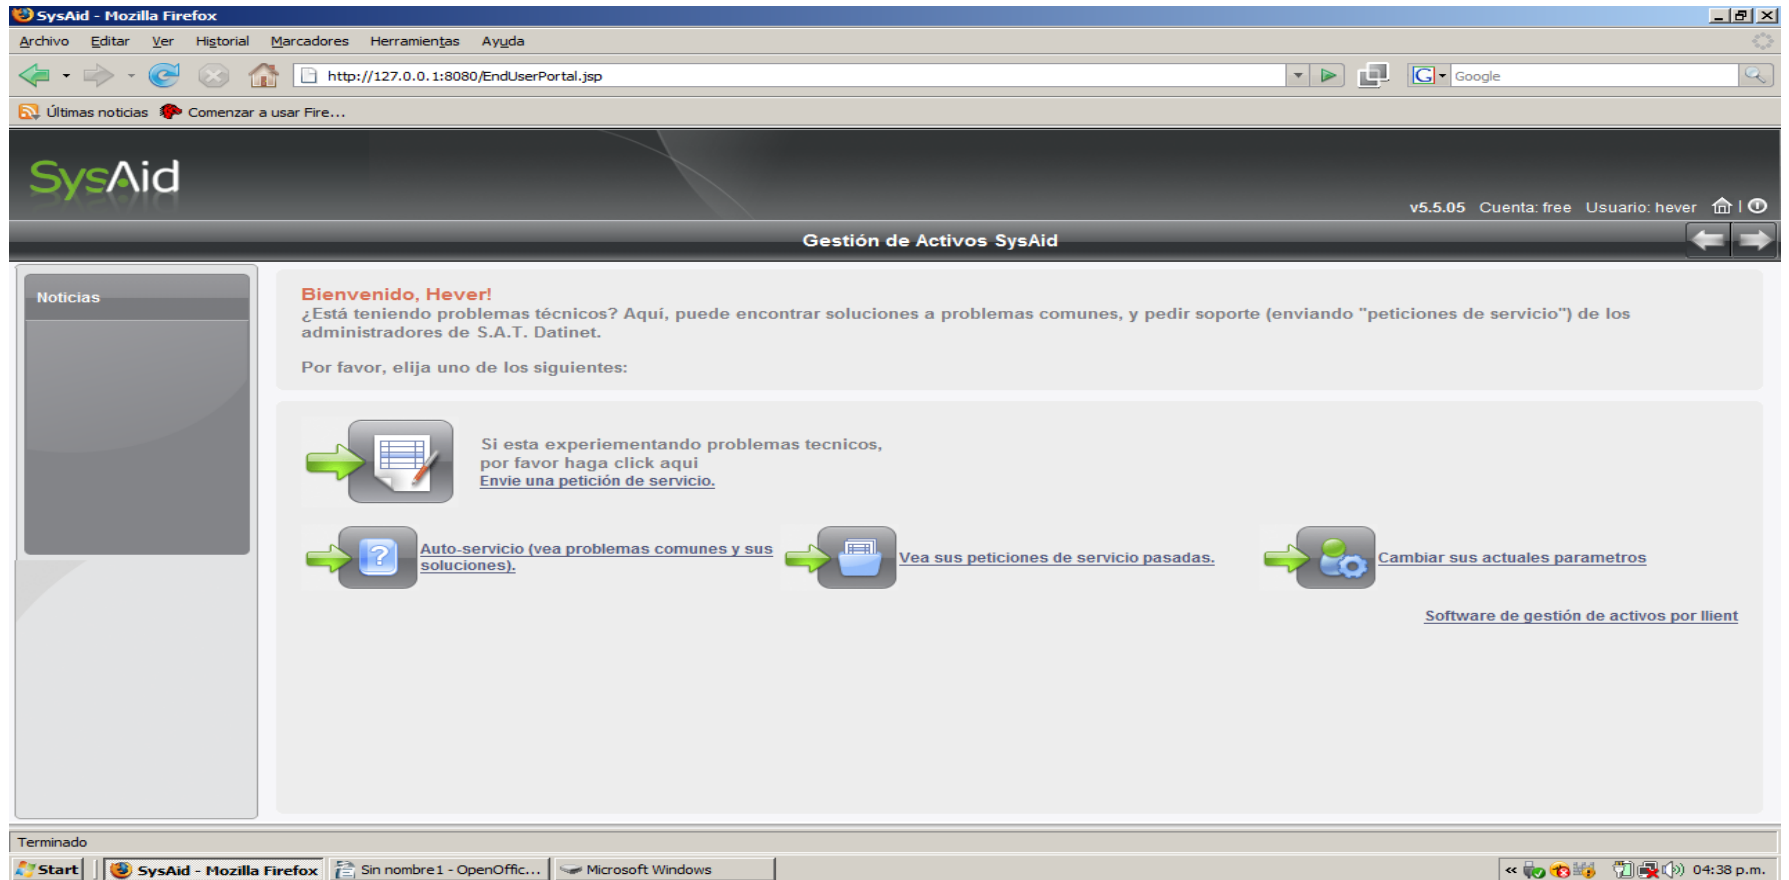 SysAid - Mozilla Firefox
Archivo Editar Ver Historial Marcadores Herramientas Ayuda
http://127.0.0.1:8080/EndUserPortal.jsp
G Google
Últimas noticias Comenzar a usar Fire...
SysAid
v5.5.05 Cuenta: free Usuario: hever
Gestión de Activos SysAid
Noticias
Bienvenido, Hever!
¿Está teniendo problemas técnicos? Aquí, puede encontrar soluciones a problemas comunes, y pedir soporte (enviando "peticiones de servicio") de los
administradores de S.A.T. Datinet.
Por favor, elija uno de los siguientes:
Si esta experiementando problemas tecnicos,
por favor haga click aqui
Envie una petición de servicio.
Auto-servicio (vea problemas comunes y sus
soluciones).
Vea sus peticiones de servicio pasadas.
Cambiar sus actuales parametros
Software de gestión de activos por Ilient
Terminado
Start SysAid - Mozilla Firefox Sin nombre1 - OpenOffic... Microsoft Windows « 04:38 p.m.